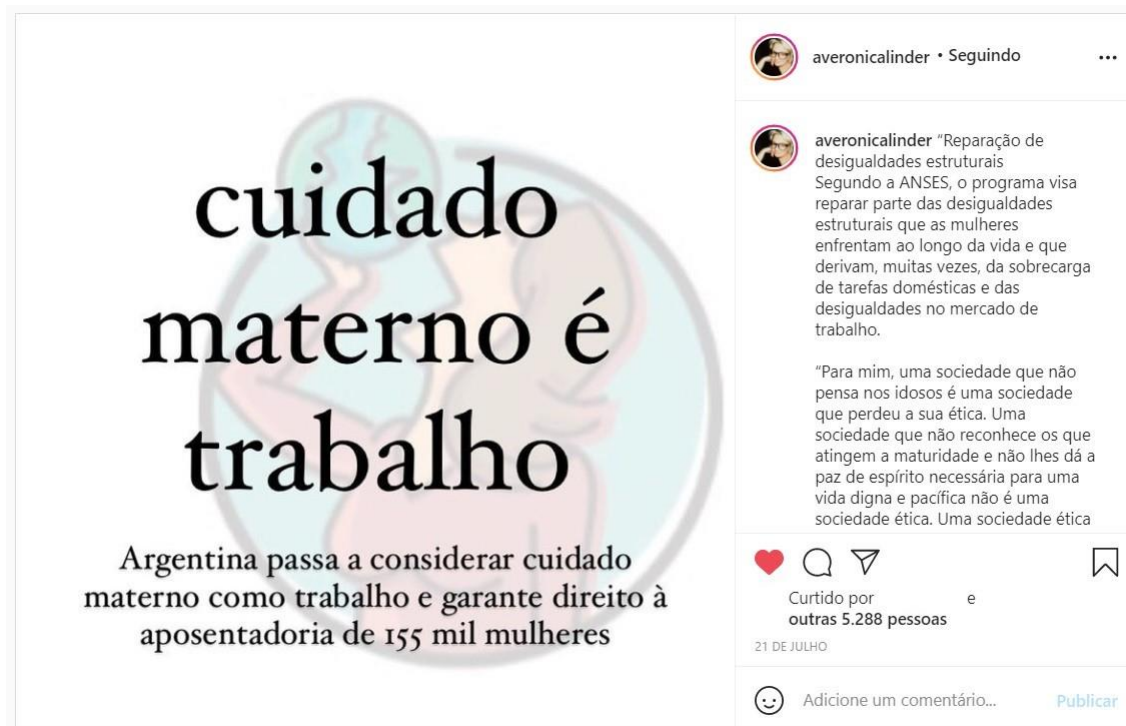 cuidado
materno é
trabalho
Argentina passa a considerar cuidado
materno como trabalho e garante direito à
aposentadoria de 155 mil mulheres
averonicalinder • Seguindo
averonicalinder “Reparação de
desigualdades estruturais
Segundo a ANSES, o programa visa
reparar parte das desigualdades
estruturais que as mulheres
enfrentam ao longo da vida e que
derivam, muitas vezes, da sobrecarga
de tarefas domésticas e das
desigualdades no mercado de
trabalho.
“Para mim, uma sociedade que não
pensa nos idosos é uma sociedade
que perdeu a sua ética. Uma
sociedade que não reconhece os que
atingem a maturidade e não lhes dá a
paz de espírito necessária para uma
vida digna e pacífica não é uma
sociedade ética. Uma sociedade ética
Curtido por e
outras 5.288 pessoas
21 DE JULHO
Adicione um comentário... Publicar